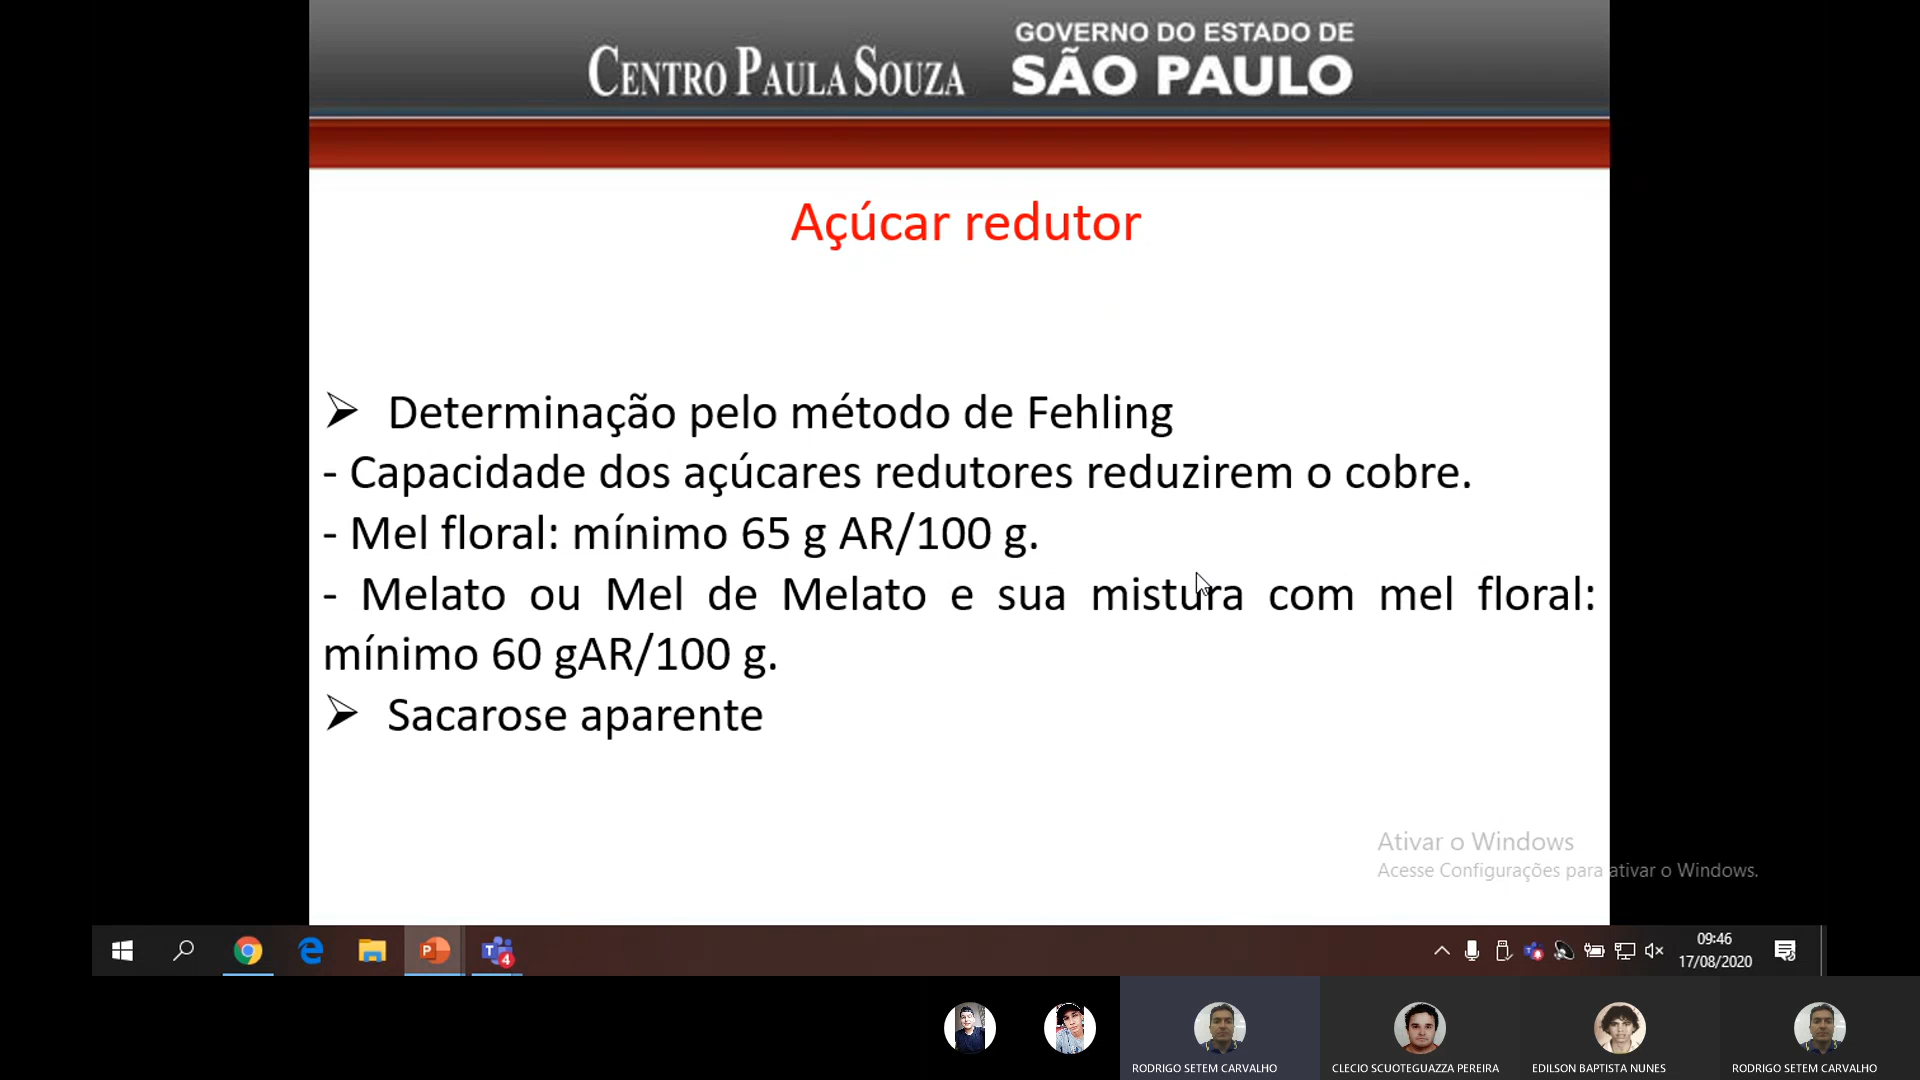 CENTRO PAULA SOUZA
GOVERNO DO ESTADO DE
SÃO PAULO
Açúcar redutor
➢ Determinação pelo método de Fehling
- Capacidade dos açúcares redutores reduzirem o cobre.
- Mel floral: mínimo 65 g AR/100 g.
- Melato ou Mel de Melato e sua mistura com mel floral:
mínimo 60 gAR/100 g.
➢ Sacarose aparente
Ativar o Windows
Acesse Configurações para ativar o Windows.
4
09:46
17/08/2020
RODRIGO SETEM CARVALHO
CLECIO SCUOTEGUAZZA PEREIRA
EDILSON BAPTISTA NUNES
RODRIGO SETEM CARVALHO